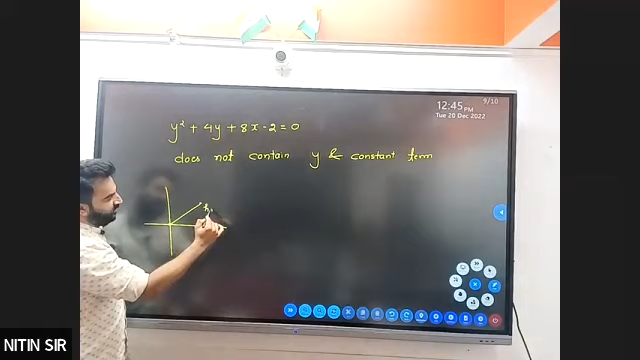 12:45 PM
9/10
Tue 20 Dec 2022
y² + 4y + 8x - 2 = 0
does not contain y & constant term
h,
NITIN SIR